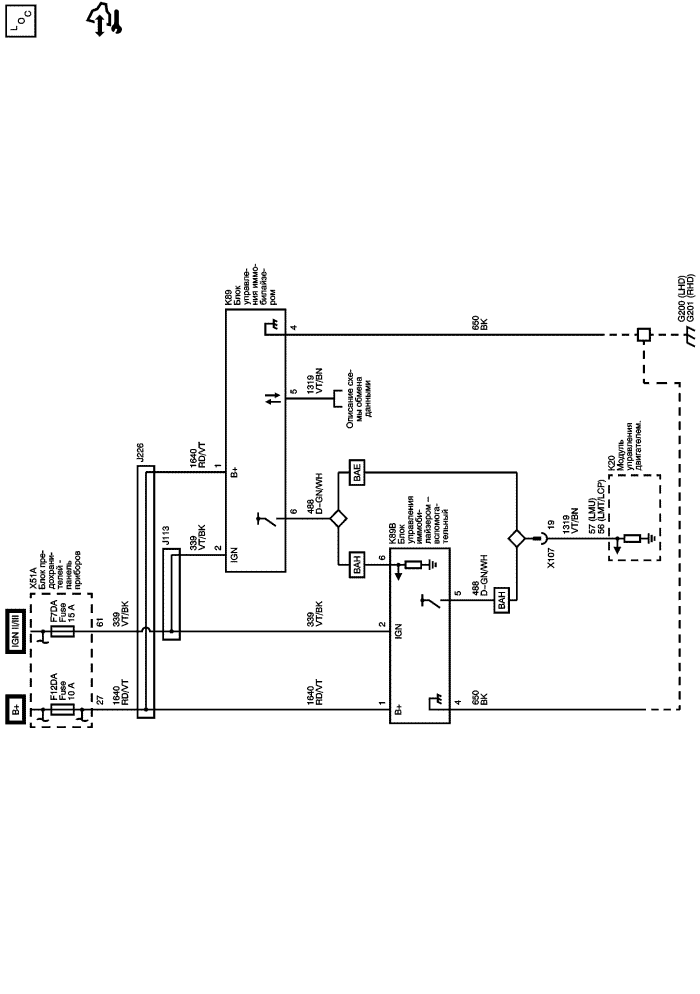 LOC
B+
IGN II/III
X51A
Блок пре-
дохрани-
телей -
панель
приборов
F12DA
Fuse
10 A
F7DA
Fuse
15 A
27
61
1640
RD/VT
339
VT/BK
J113
J226
339
VT/BK
1640
RD/VT
2
1
IGN
B+
K89
Блок
управле-
ния иммо-
билайзе-
ром
6
5
4
488
D-GN/WH
1319
VT/BN
650
BK
Описание схе-
мы обмена
данными
BAH
BAE
1640
RD/VT
339
VT/BK
1
2
6
B+
IGN
K89B
Блок
управления
иммоби-
лайзером –
вспомога-
тельный
4
5
650
BK
488
D-GN/WH
BAH
X107
19
1319
VT/BN
57 (LMU)
56 (LMT/LCP)
K20
Модуль
управления
двигателем.
G200 (LHD)
G201 (RHD)